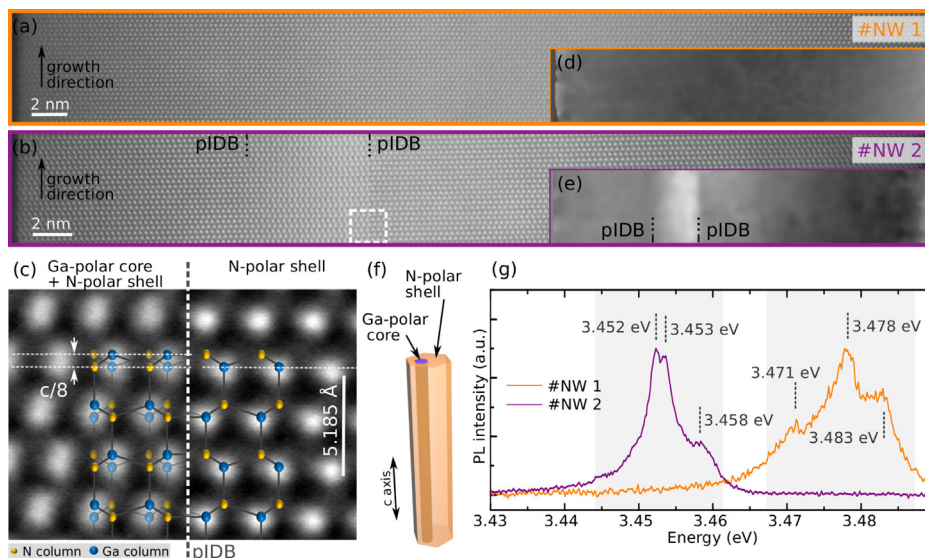 (a)
#NW 1
growth
direction
2 nm
(d)
(b)
pIDB
pIDB
#NW 2
growth
direction
2 nm
(e)
pIDB
pIDB
(c)
Ga-polar core
+ N-polar shell
N-polar shell
c/8
5.185 Å
N column
Ga column
pIDB
(f)
N-polar
shell
Ga-polar
core
c axis
(g)
PL intensity (a.u.)
3.452 eV
3.453 eV
3.478 eV
3.471 eV
#NW 1
#NW 2
3.458 eV
3.483 eV
3.43
3.44
3.45
3.46
3.47
3.48
(eV)
Energy